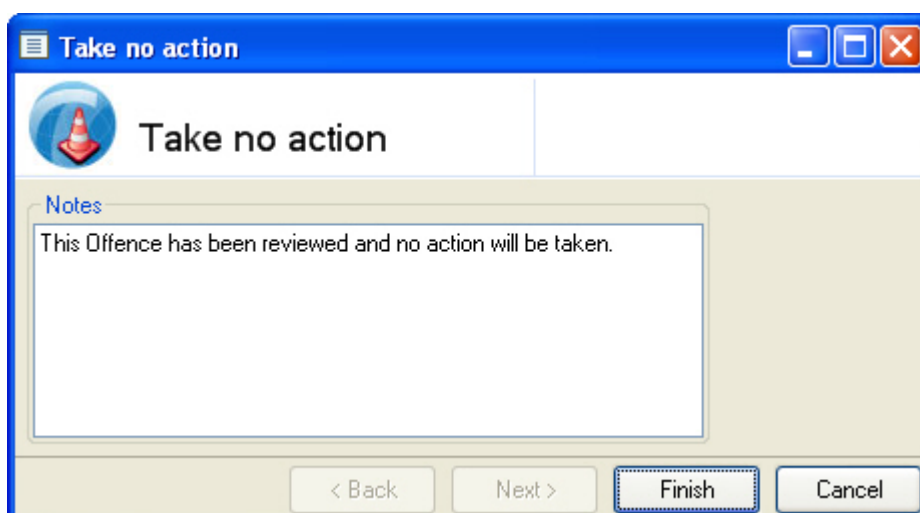 Take no action
Take no action
Notes
This Offence has been reviewed and no action will be taken.
< Back Next > Finish Cancel